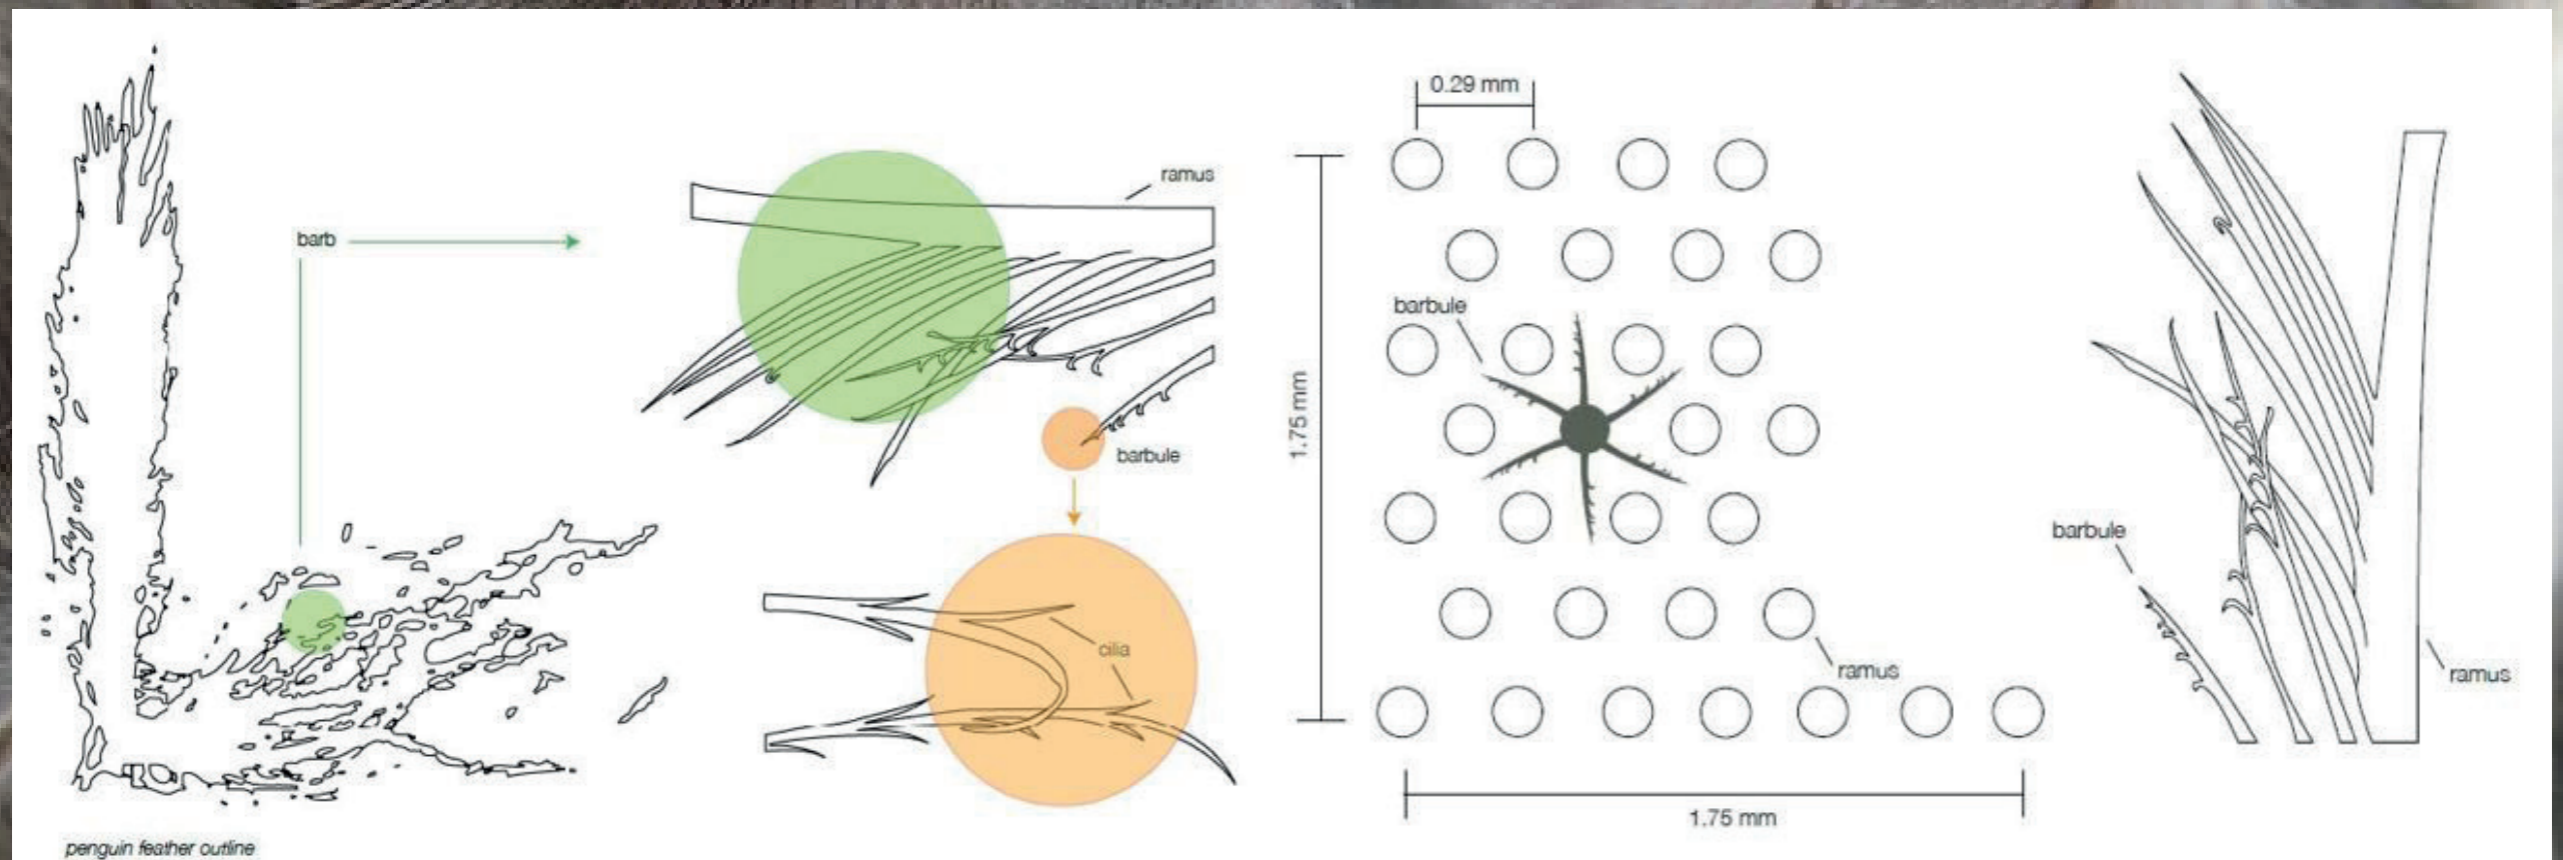 barb
penguin feather outline
ramus
barbule
cilia
0.29 mm
1.75 mm
barbule
ramus
1.75 mm
barbule
ramus